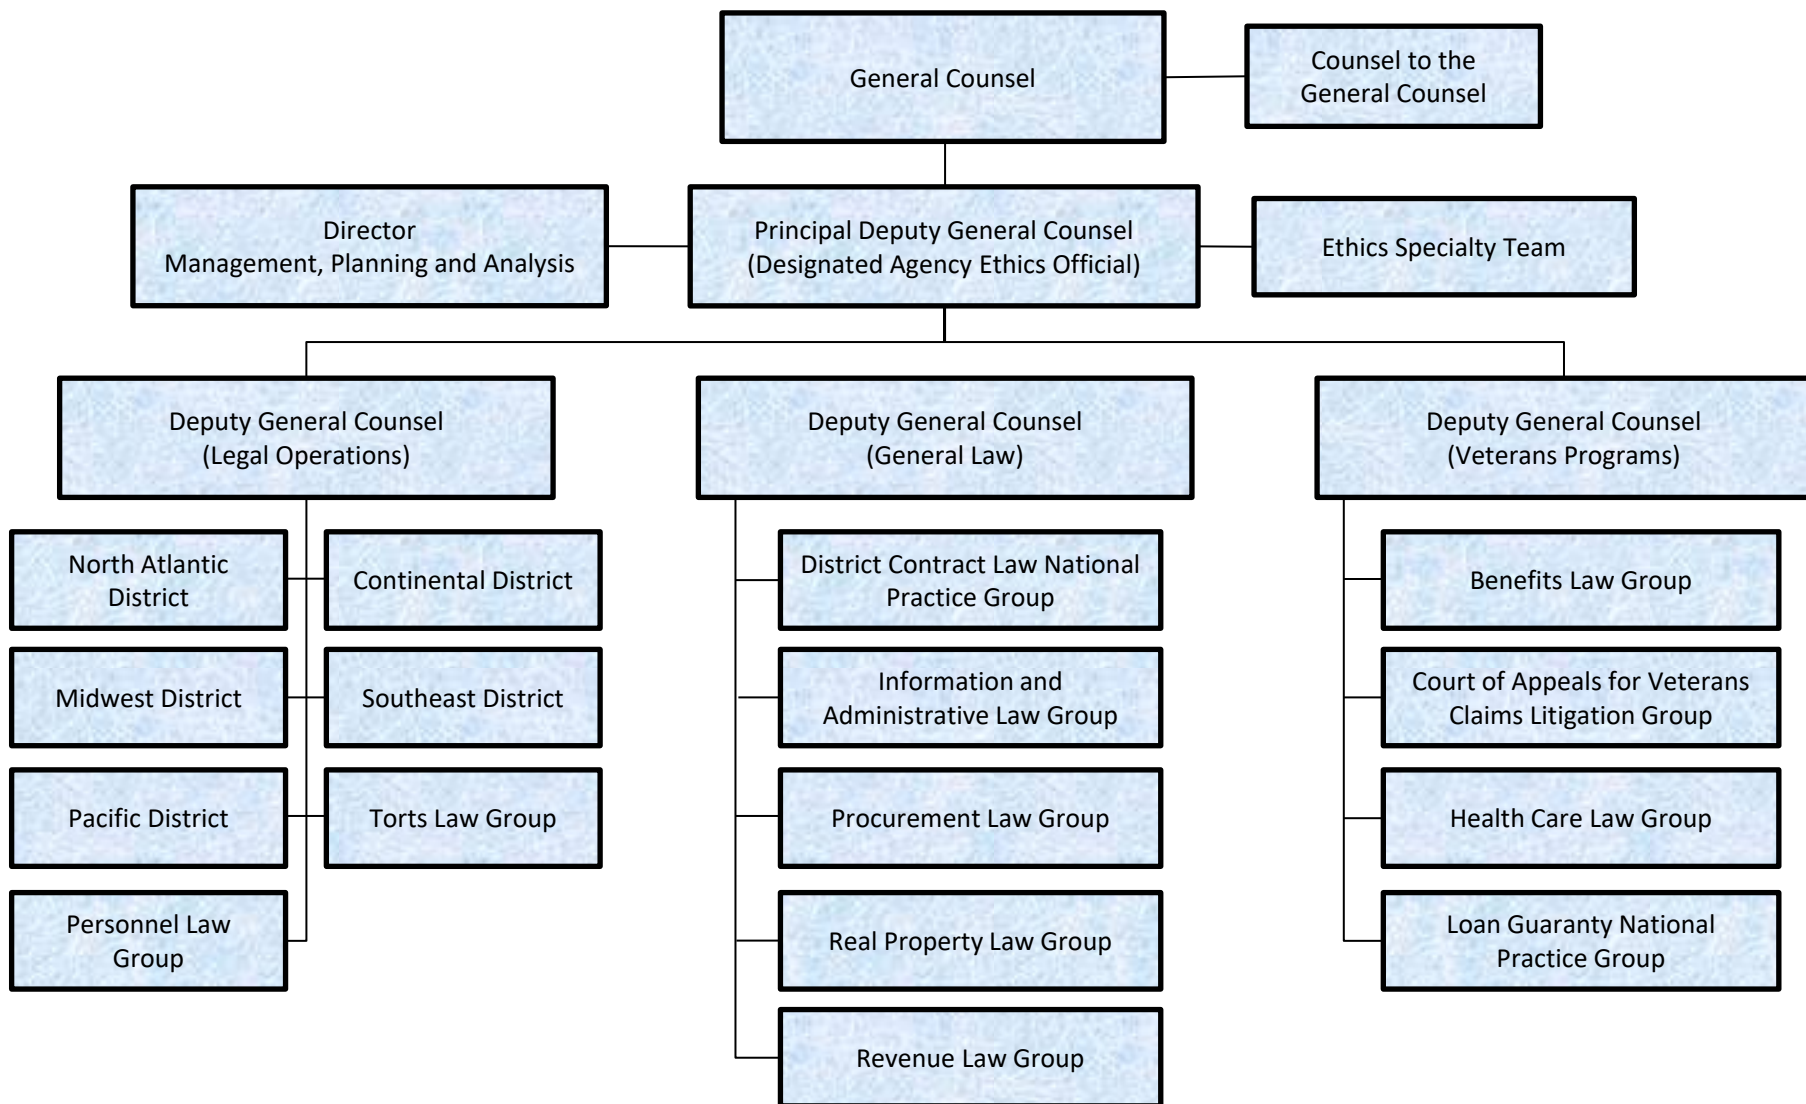 General Counsel
Counsel to the
General Counsel
Director
Management, Planning and Analysis
Principal Deputy General Counsel
(Designated Agency Ethics Official)
Ethics Specialty Team
Deputy General Counsel
(Legal Operations)
Deputy General Counsel
(General Law)
Deputy General Counsel
(Veterans Programs)
North Atlantic
District
Continental District
Midwest District
Southeast District
Pacific District
Torts Law Group
Personnel Law
Group
District Contract Law National
Practice Group
Information and
Administrative Law Group
Procurement Law Group
Real Property Law Group
Revenue Law Group
Benefits Law Group
Court of Appeals for Veterans
Claims Litigation Group
Health Care Law Group
Loan Guaranty National
Practice Group